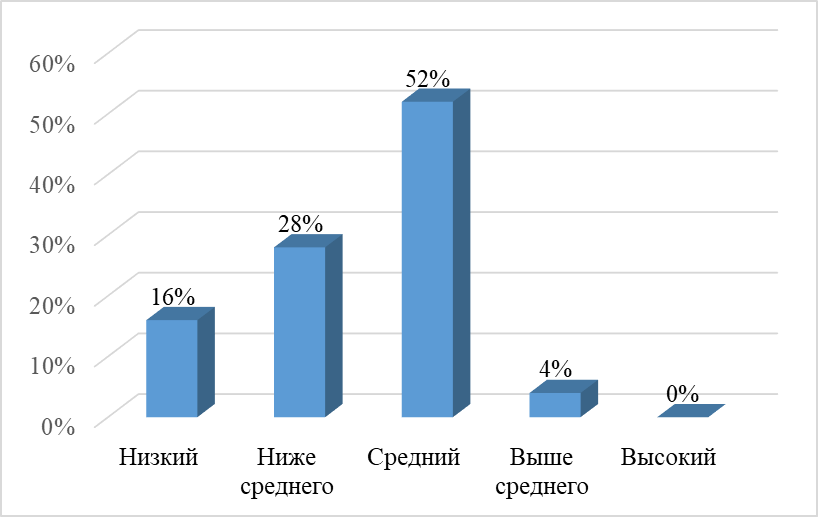 60%
50%
40%
30%
20%
10%
0%
16%
28%
52%
4%
0%
Низкий
Ниже
среднего
Средний
Выше
среднего
Высокий